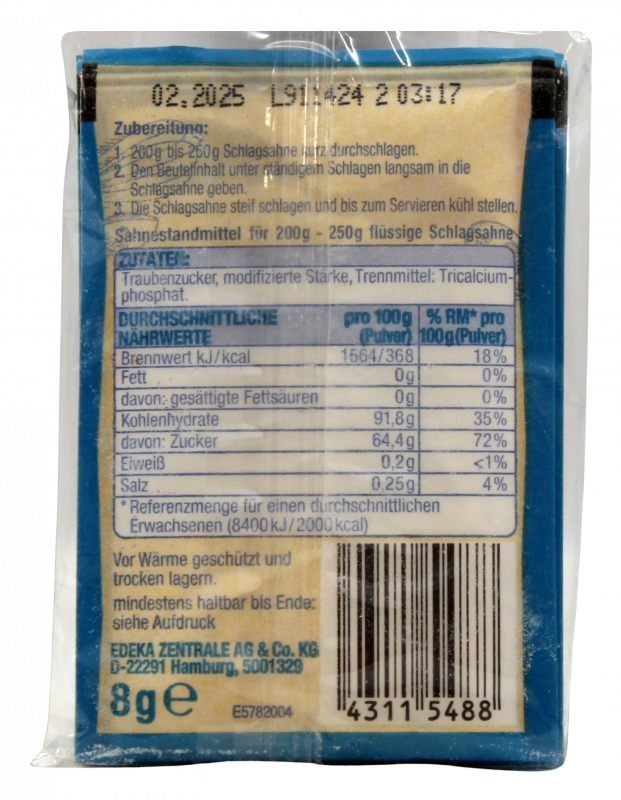 02.2025 L911424 2 03:17
Zubereitung:
1. 200g bis 250g Schlagsahne kurz durchschlagen.
2. Den Beutelinhalt unter ständigem Schlagen langsam in die
Schlagsahne geben.
3. Die Schlagsahne steif schlagen und bis zum Servieren kühl stellen.
Sahnestandmittel für 200g - 250g flüssige Schlagsahne
ZUTATEN:
Traubenzucker, modifizierte Stärke, Trennmittel: Tricalcium-
phosphat.
DURCHSCHNITTLICHE pro 100g % RM* pro
NÄHRWERTE (Pulver) 100g(Pulver)
Brennwert kJ/kcal 1564/368 18%
Fett 0g 0%
davon: gesättigte Fettsäuren 0g 0%
Kohlenhydrate 91,8g 35%
davon: Zucker 64,4g 72%
Eiweiß 0,2g <1%
Salz 0,25g 4%
* Referenzmenge für einen durchschnittlichen
Erwachsenen (8400kJ/2000kcal)
Vor Wärme geschützt und
trocken lagern.
mindestens haltbar bis Ende:
siehe Aufdruck
EDEKA ZENTRALE AG & Co. KG
D-22291 Hamburg, 5001329
8g e
E5782004
4311 5488